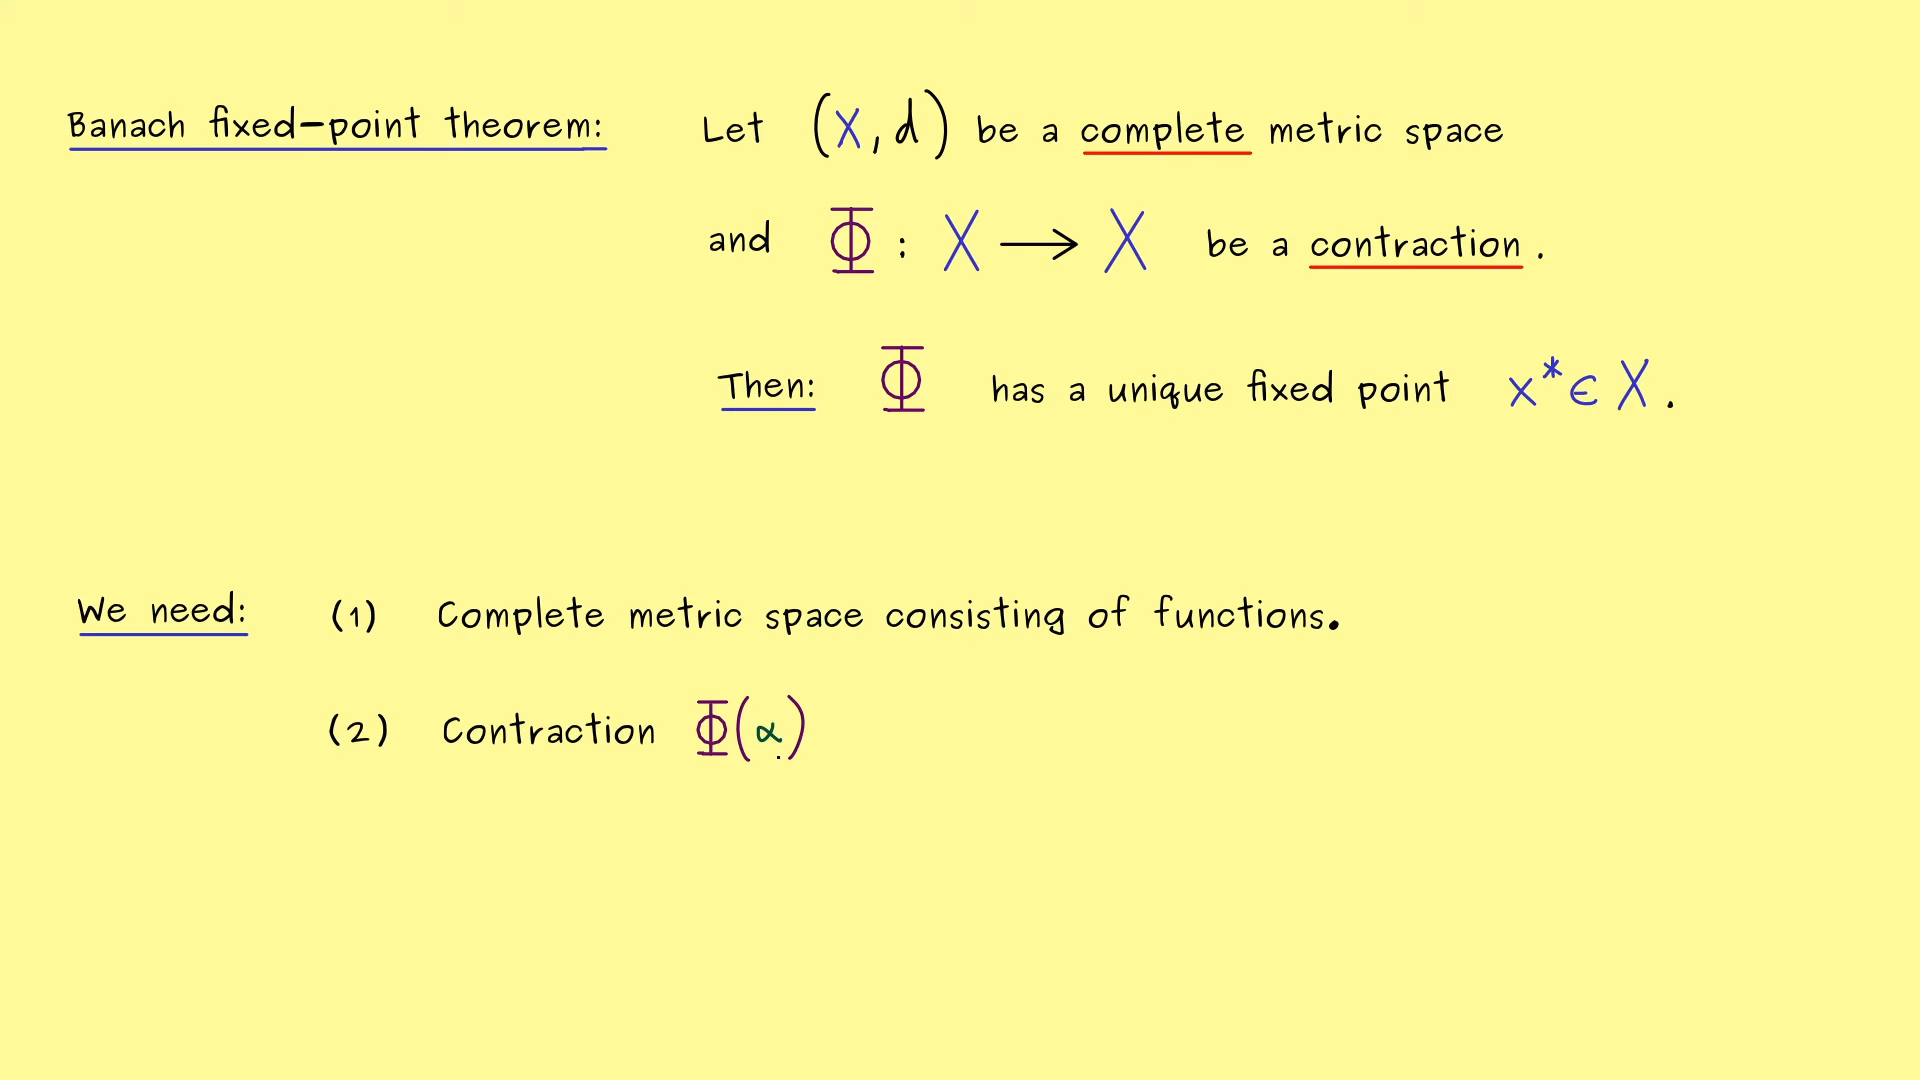 Banach fixed-point theorem: Let (X, d) be a complete metric space
and Φ : X ⟶ X be a contraction.
Then: Φ has a unique fixed point x* ∈ X.
We need: (1) Complete metric space consisting of functions.
(2) Contraction Φ(α)